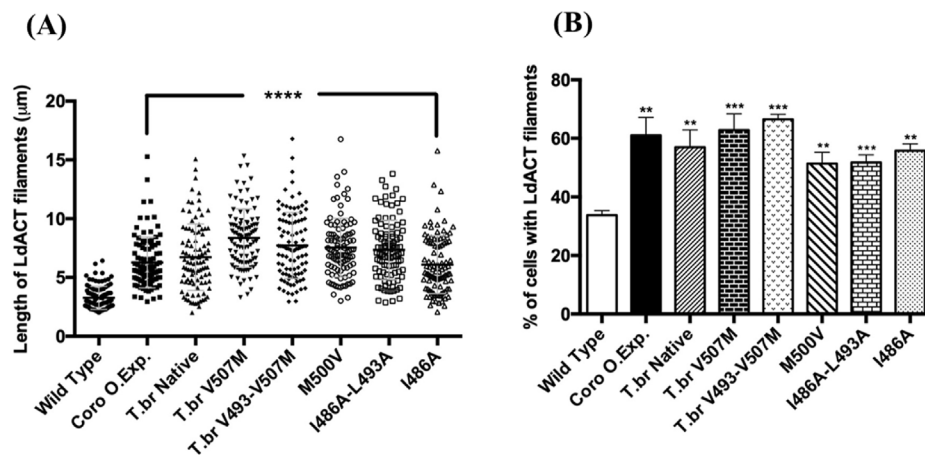 (A)
Length of LdACT filaments (μm)
20
15
10
5
0
****
Wild Type
Coro O.Exp.
T.br Native
T.br V507M
T.br V493-V507M
M500V
I486A-L493A
I486A
(B)
% of cells with LdACT filaments
80
60
40
20
0
**
**
***
***
**
***
**
Wild Type
Coro O.Exp.
T.br Native
T.br V507M
T.br V493-V507M
M500V
I486A-L493A
I486A